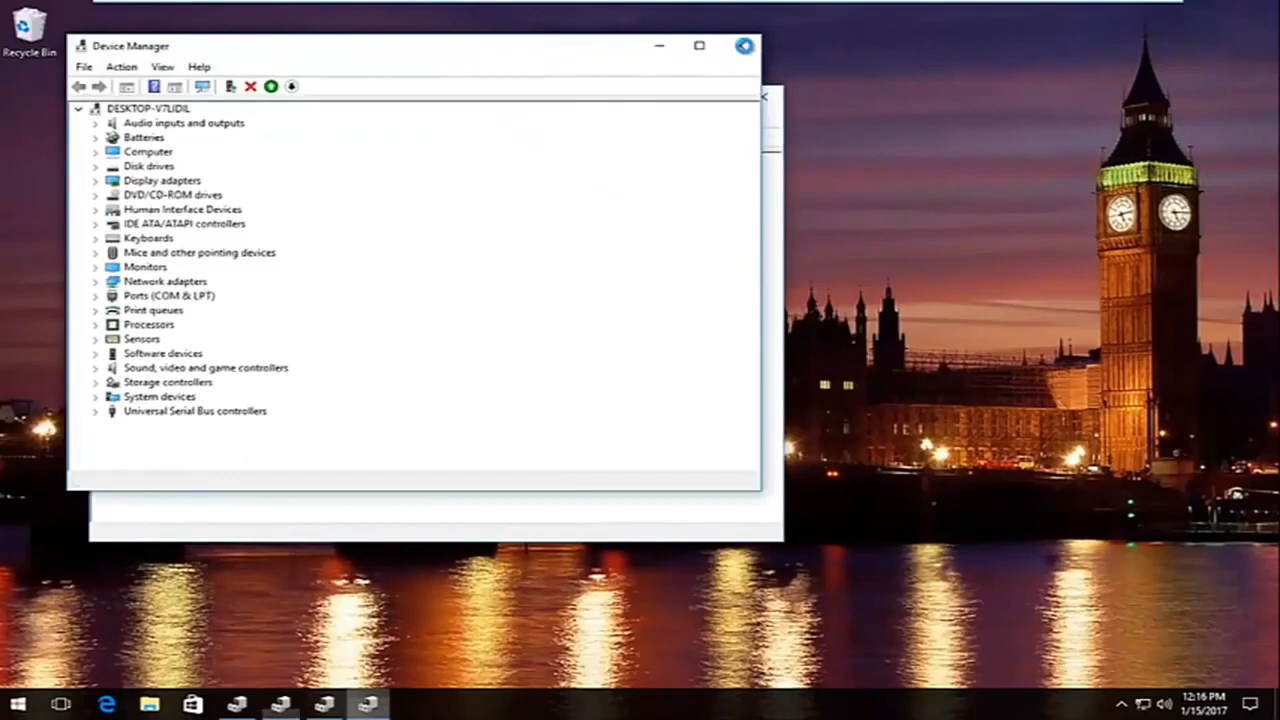 Recycle Bin
Device Manager
File Action View Help
DESKTOP-V7LIDIL
Audio inputs and outputs
Batteries
Computer
Disk drives
Display adapters
DVD/CD-ROM drives
Human Interface Devices
IDE ATA/ATAPI controllers
Keyboards
Mice and other pointing devices
Monitors
Network adapters
Ports (COM & LPT)
Print queues
Processors
Sensors
Software devices
Sound, video and game controllers
Storage controllers
System devices
Universal Serial Bus controllers
12:16 PM
1/15/2017